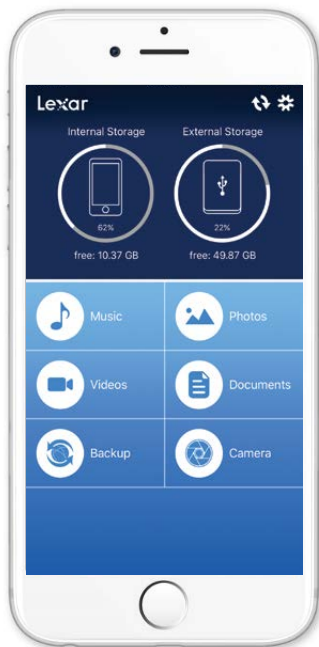 Lexar
Internal Storage External Storage
62% 22%
free: 10.37 GB free: 49.87 GB
Music Photos
Videos Documents
Backup Camera